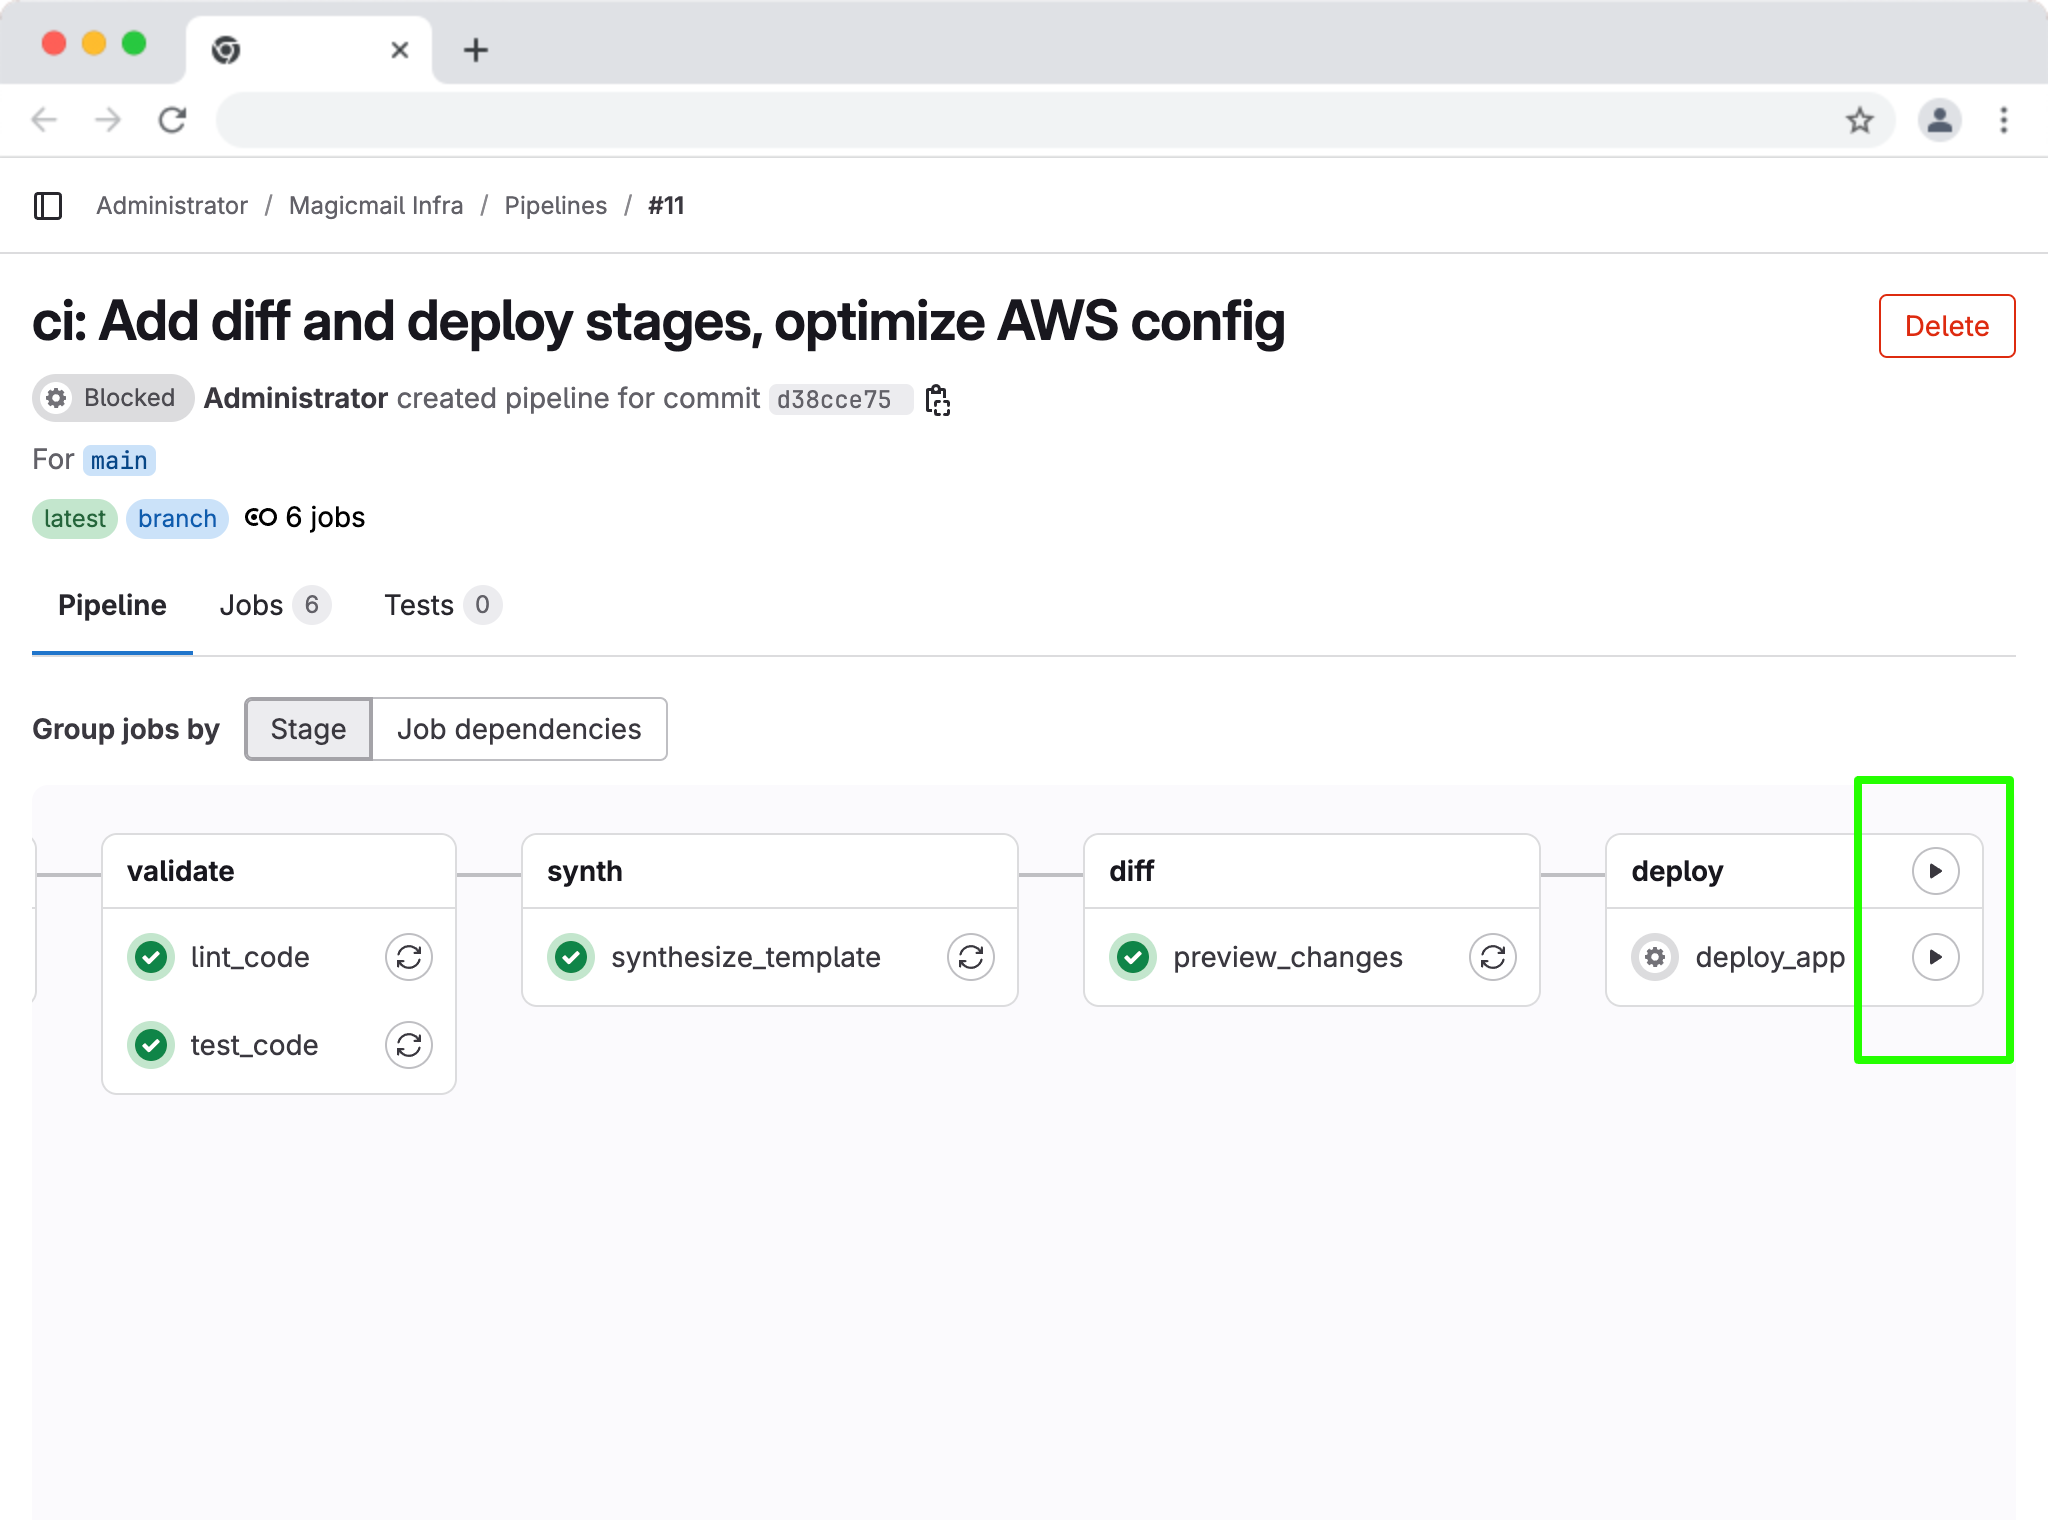 Administrator / Magicmail Infra / Pipelines / #11
ci: Add diff and deploy stages, optimize AWS config
Delete
Blocked Administrator created pipeline for commit d38cce75
For main
latest branch 6 jobs
Pipeline Jobs 6 Tests 0
Group jobs by Stage Job dependencies
validate
lint_code
test_code
synth
synthesize_template
diff
preview_changes
deploy
deploy_app